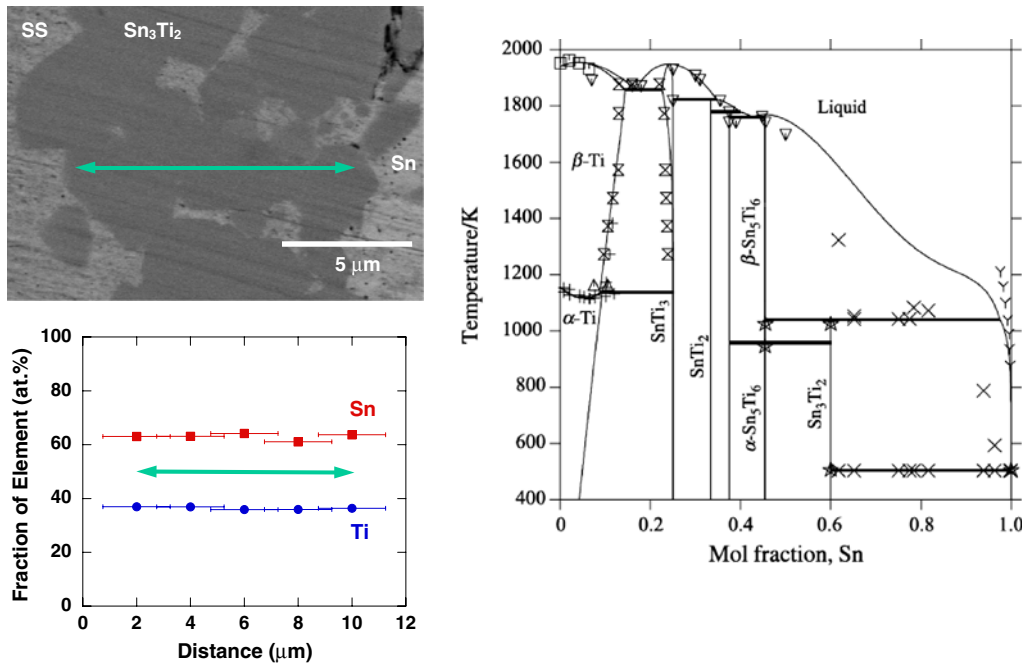 SS
Sn₃Ti₂
Sn
5 μm
100
80
60
40
20
0
Fraction of Element (at.%)
Sn
Ti
0 2 4 6 8 10 12
Distance (μm)
2000
1800
1600
1400
1200
1000
800
600
400
Temperature/K
Liquid
β-Ti
α-Ti
SnTi₃
SnTi₂
β-Sn₅Ti₆
α-Sn₅Ti₆
Sn₃Ti₂
0 0.2 0.4 0.6 0.8 1.0
Mol fraction, Sn